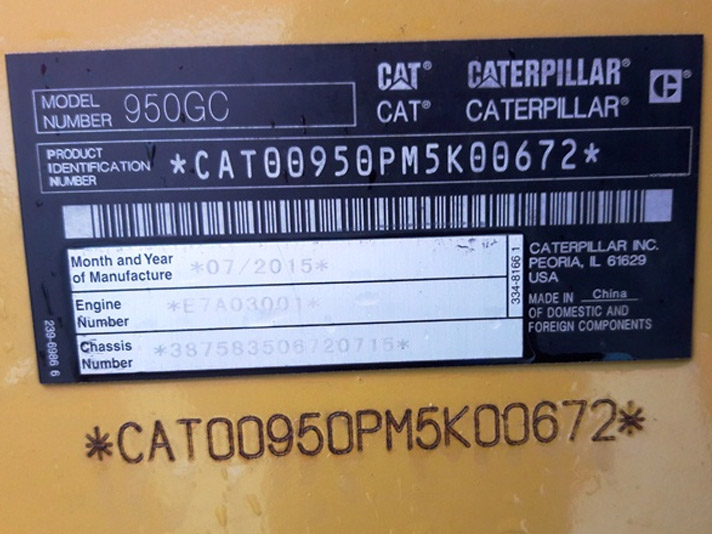 CAT® CATERPILLAR®
MODEL NUMBER 950GC
CAT® CATERPILLAR®
PRODUCT IDENTIFICATION NUMBER *CAT00950PM5K00672*
Month and Year of Manufacture *07/2015*
Engine Number *E7A03001*
Chassis Number *387583506720715*
334-8166 1
CATERPILLAR INC.
PEORIA, IL 61629
USA
MADE IN China
OF DOMESTIC AND
FOREIGN COMPONENTS
239-6986 6
*CAT00950PM5K00672*